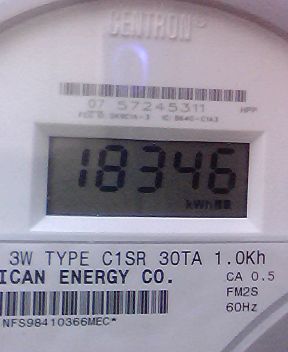 CENTRON
07 57245311 HPP
18346
kWh
3W TYPE C1SR 30TA 1.0Kh
ICAN ENERGY CO. CA 0.5
FM2S
60Hz
NFS98410366MEC*